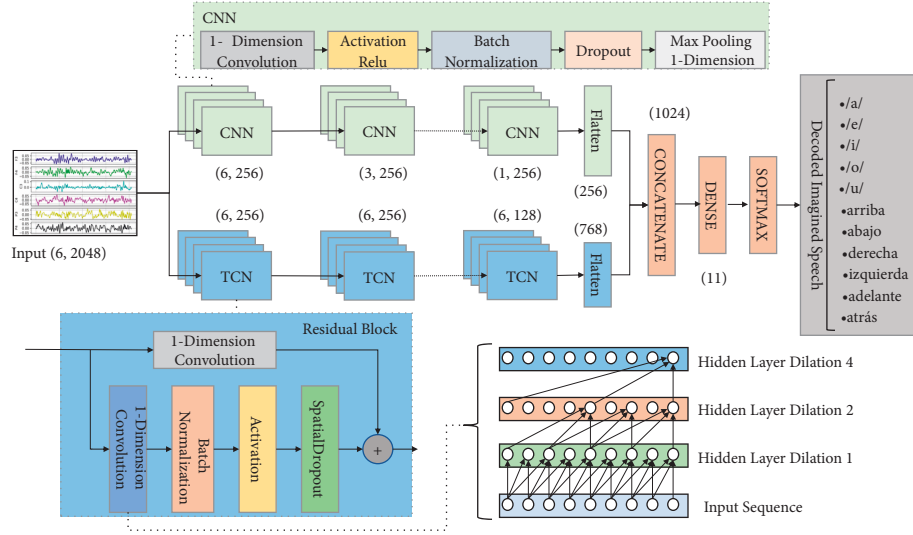 CNN
1- Dimension
Convolution
Activation
Relu
Batch
Normalization
Dropout
Max Pooling
1-Dimension
CNN
CNN
CNN
Flatten
(6, 256)
(3, 256)
(1, 256)
(256)
(1024)
Input (6, 2048)
(6, 256)
(6, 256)
(6, 128)
(768)
TCN
TCN
TCN
Flatten
CONCATENATE
DENSE
(11)
SOFTMAX
Decoded Imagined Speech
•/a/
•/e/
•/i/
•/o/
•/u/
•arriba
•abajo
•derecha
•izquierda
•adelante
•atrás
Residual Block
1-Dimension
Convolution
1-Dimension
Convolution
Batch
Normalization
Activation
SpatialDropout
+
Hidden Layer Dilation 4
Hidden Layer Dilation 2
Hidden Layer Dilation 1
Input Sequence